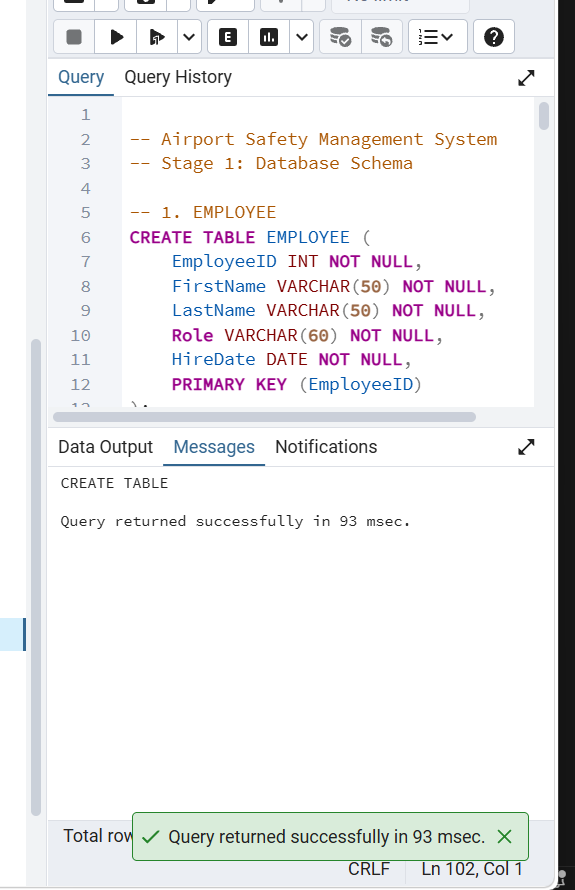 E
Query Query History
1
2 -- Airport Safety Management System
3 -- Stage 1: Database Schema
4
5 -- 1. EMPLOYEE
6 CREATE TABLE EMPLOYEE (
7 EmployeeID INT NOT NULL,
8 FirstName VARCHAR(50) NOT NULL,
9 LastName VARCHAR(50) NOT NULL,
10 Role VARCHAR(60) NOT NULL,
11 HireDate DATE NOT NULL,
12 PRIMARY KEY (EmployeeID)
Data Output Messages Notifications
CREATE TABLE
Query returned successfully in 93 msec.
Total row
Query returned successfully in 93 msec.
CRLF Ln 102, Col 1